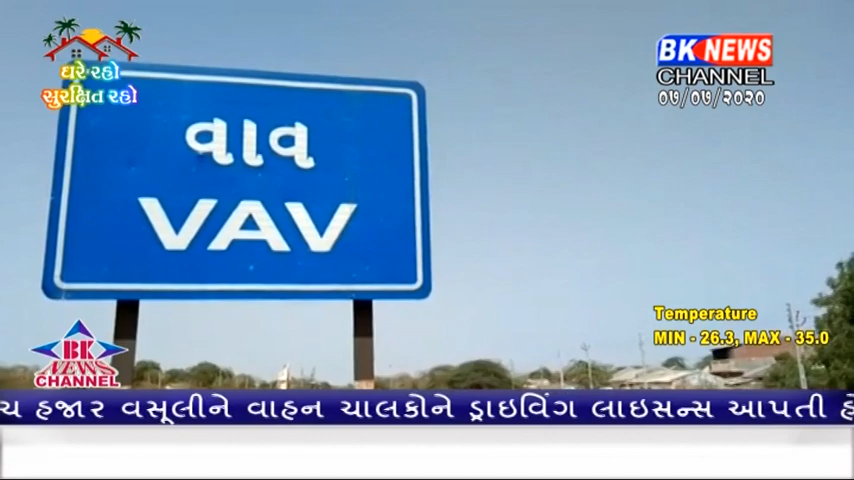 ઘરે રહો
સુરક્ષિત રહો
BK NEWS
CHANNEL
૦૭/૦૭/૨૦૨૦
વાવ
VAV
Temperature
MIN - 26.3, MAX - 35.0
BK
NEWS
CHANNEL
હજાર વસૂલીને વાહન ચાલકોને ડ્રાઇવિંગ લાઇસન્સ આપતી